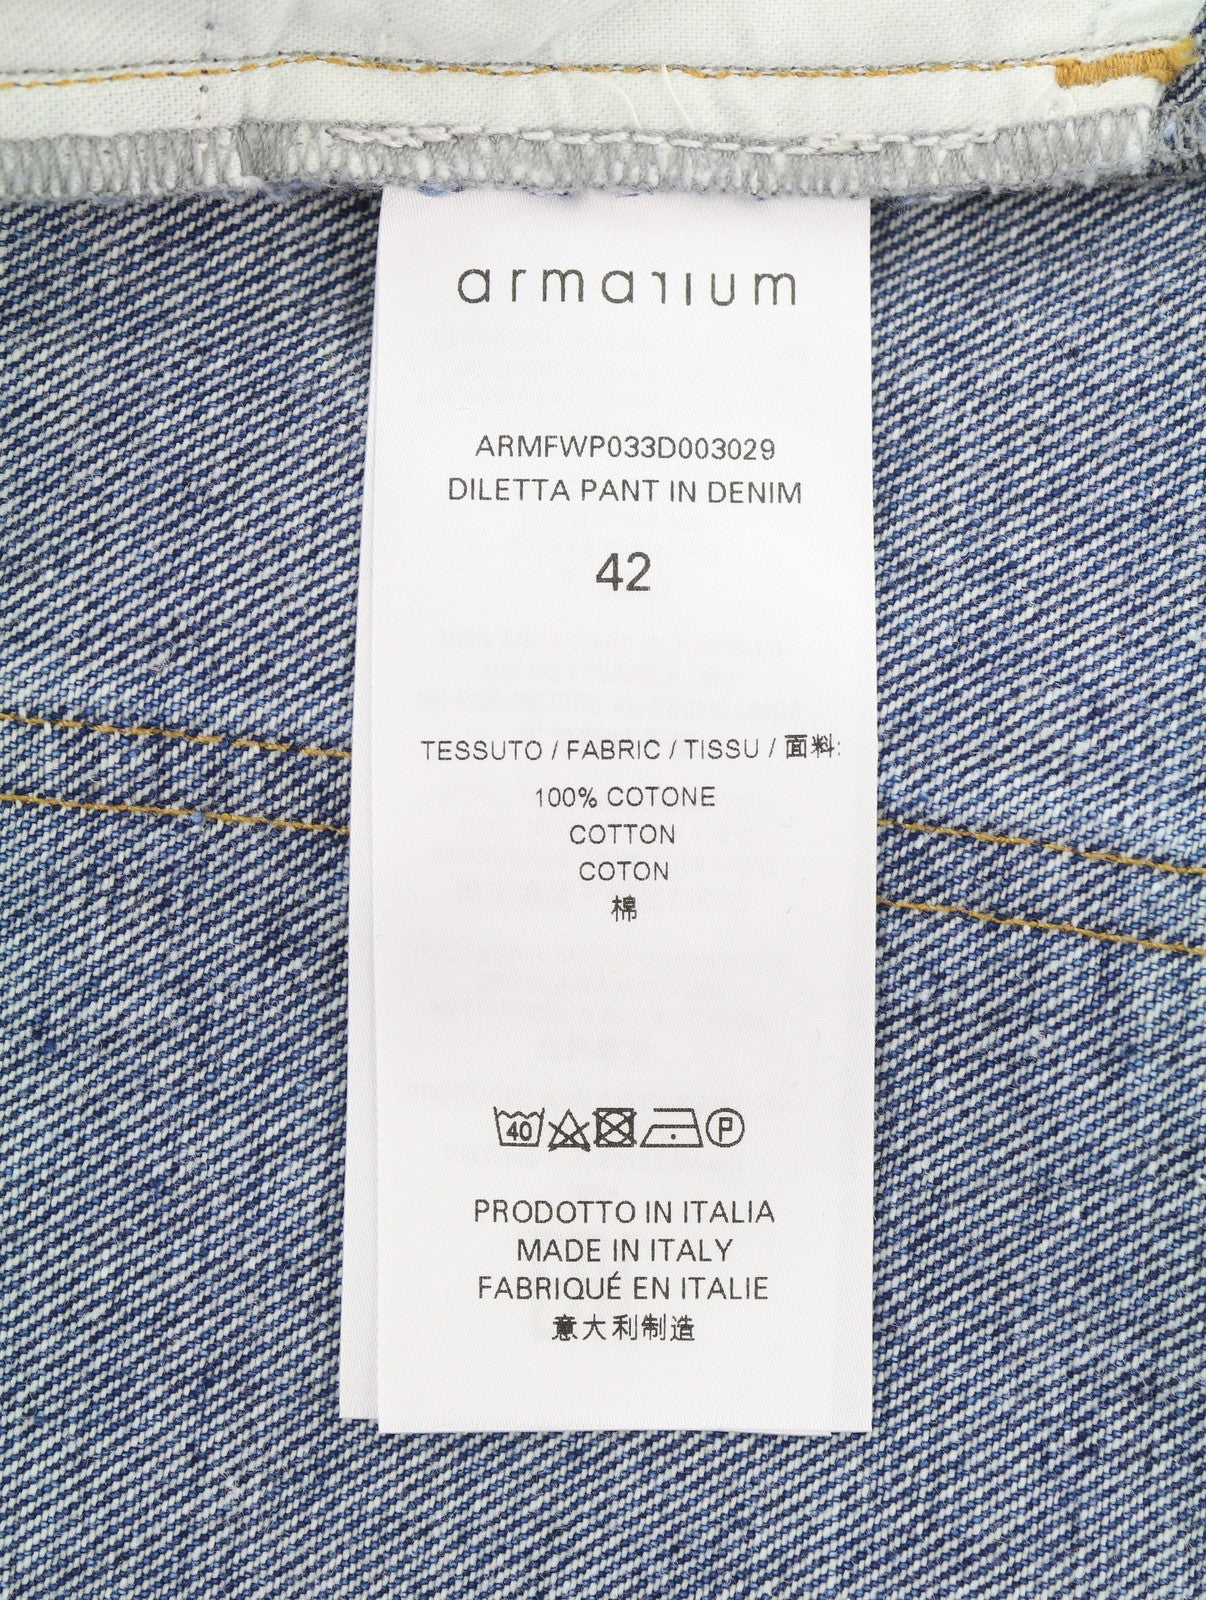 armarium
ARMFWP033D003029
DILETTA PANT IN DENIM
42
TESSUTO / FABRIC / TISSU / 面料:
100% COTONE
COTTON
COTON
棉
40 P
PRODOTTO IN ITALIA
MADE IN ITALY
FABRIQUÉ EN ITALIE
意大利制造